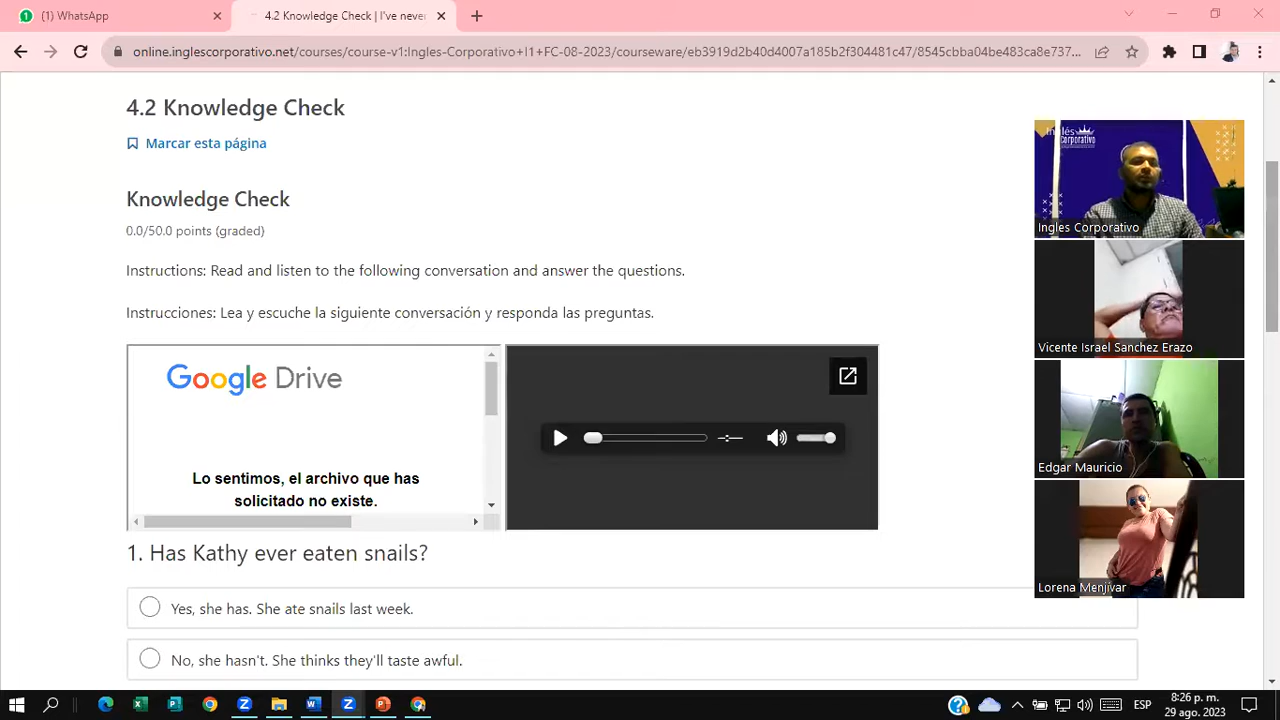 (1) WhatsApp
4.2 Knowledge Check | I've never
online.inglescorporativo.net/courses/course-v1:Ingles-Corporativo+I1+FC-08-2023/courseware/eb3919d2b40d4007a185b2f304481c47/8545cbba04be483ca8e737...
4.2 Knowledge Check
Marcar esta página
Knowledge Check
0.0/50.0 points (graded)
Instructions: Read and listen to the following conversation and answer the questions.
Instrucciones: Lea y escuche la siguiente conversación y responda las preguntas.
Google Drive
Lo sentimos, el archivo que has
solicitado no existe.
1. Has Kathy ever eaten snails?
Yes, she has. She ate snails last week.
No, she hasn't. She thinks they'll taste awful.
Inglés
Corporativo
Ingles Corporativo
Vicente Israel Sanchez Erazo
Edgar Mauricio
Lorena Menjívar
ESP
8:26 p. m.
29 ago. 2023